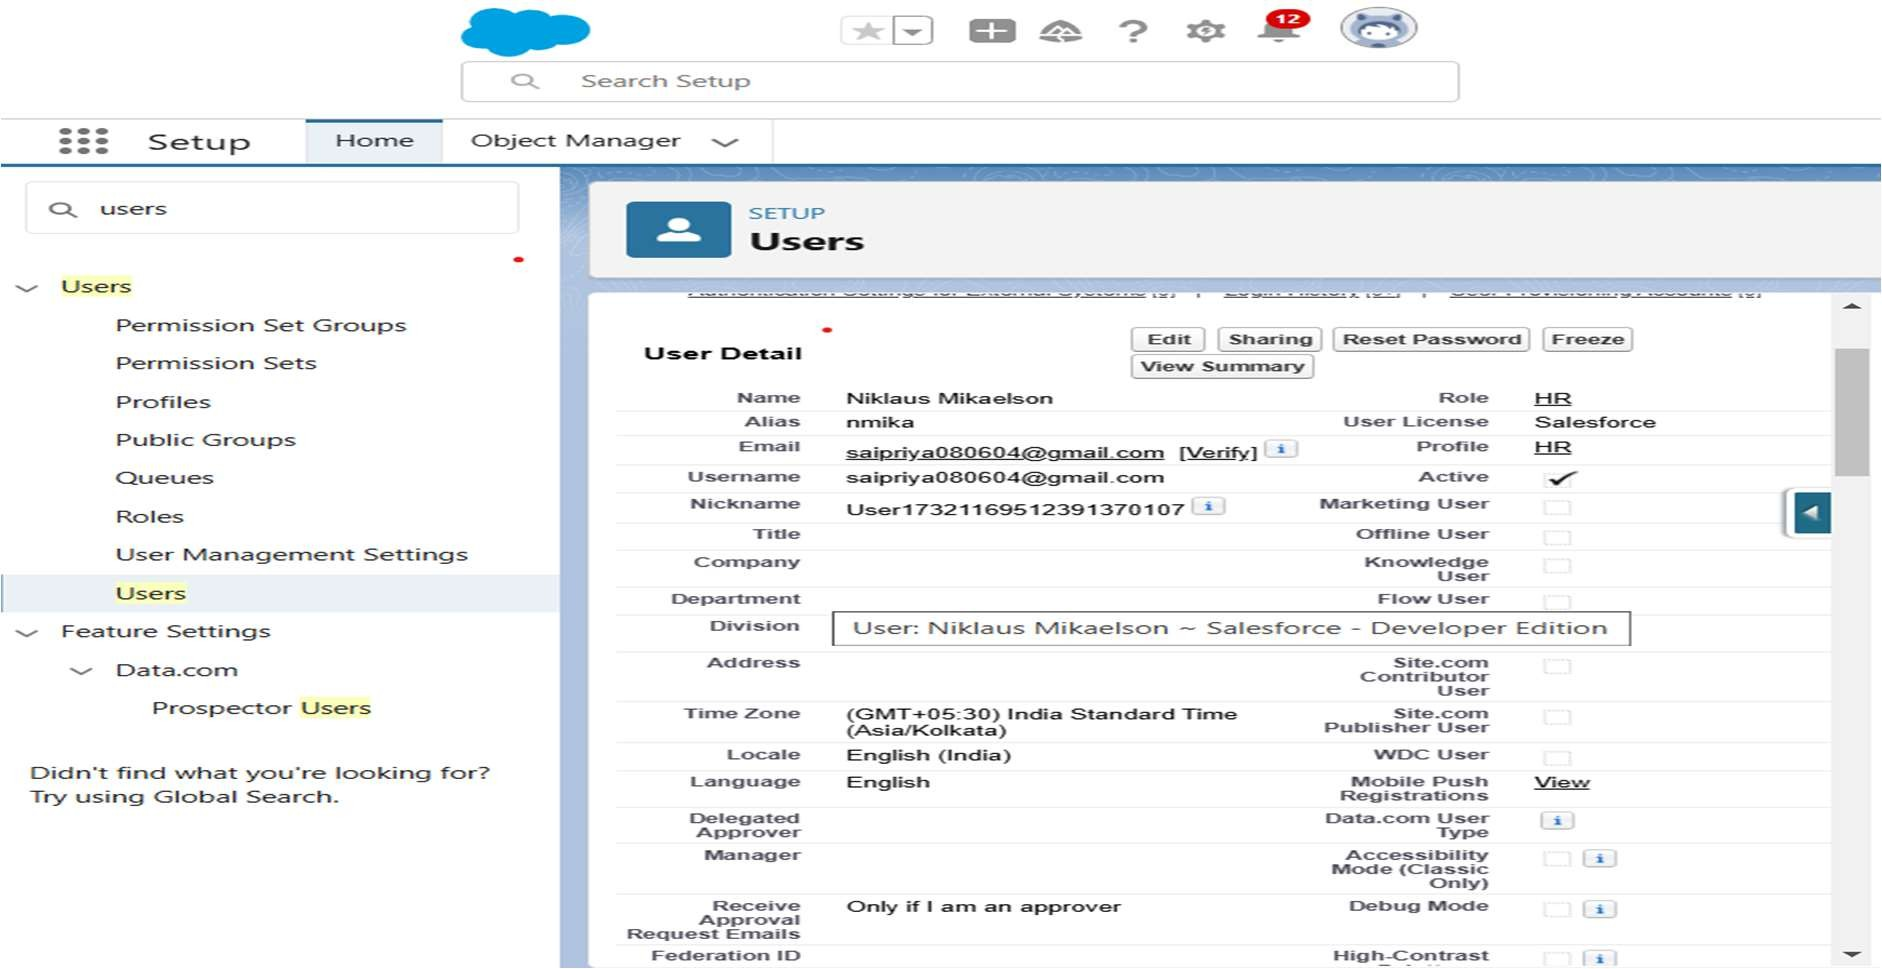 12
Search Setup
Setup
Home
Object Manager
users
SETUP
Users
Users
Permission Set Groups
Permission Sets
Profiles
Public Groups
Queues
Roles
User Management Settings
Users
Feature Settings
Data.com
Prospector Users
Didn't find what you're looking for?
Try using Global Search.
User Detail
Edit Sharing Reset Password Freeze
View Summary
Name Niklaus Mikaelson Role HR
Alias nmika User License Salesforce
Email saipriya080604@gmail.com [Verify] i Profile HR
Username saipriya080604@gmail.com Active
Nickname User17321169512391370107 i Marketing User
Title Offline User
Company Knowledge
User
Department Flow User
Division User: Niklaus Mikaelson ~ Salesforce - Developer Edition
Address Site.com
Contributor
User
Time Zone (GMT+05:30) India Standard Time Site.com
(Asia/Kolkata) Publisher User
Locale English (India) WDC User
Language English Mobile Push View
Registrations
Delegated Data.com User i
Approver Type
Manager Accessibility i
Mode (Classic
Only)
Receive Only if I am an approver Debug Mode i
Approval
Request Emails
Federation ID High-Contrast i